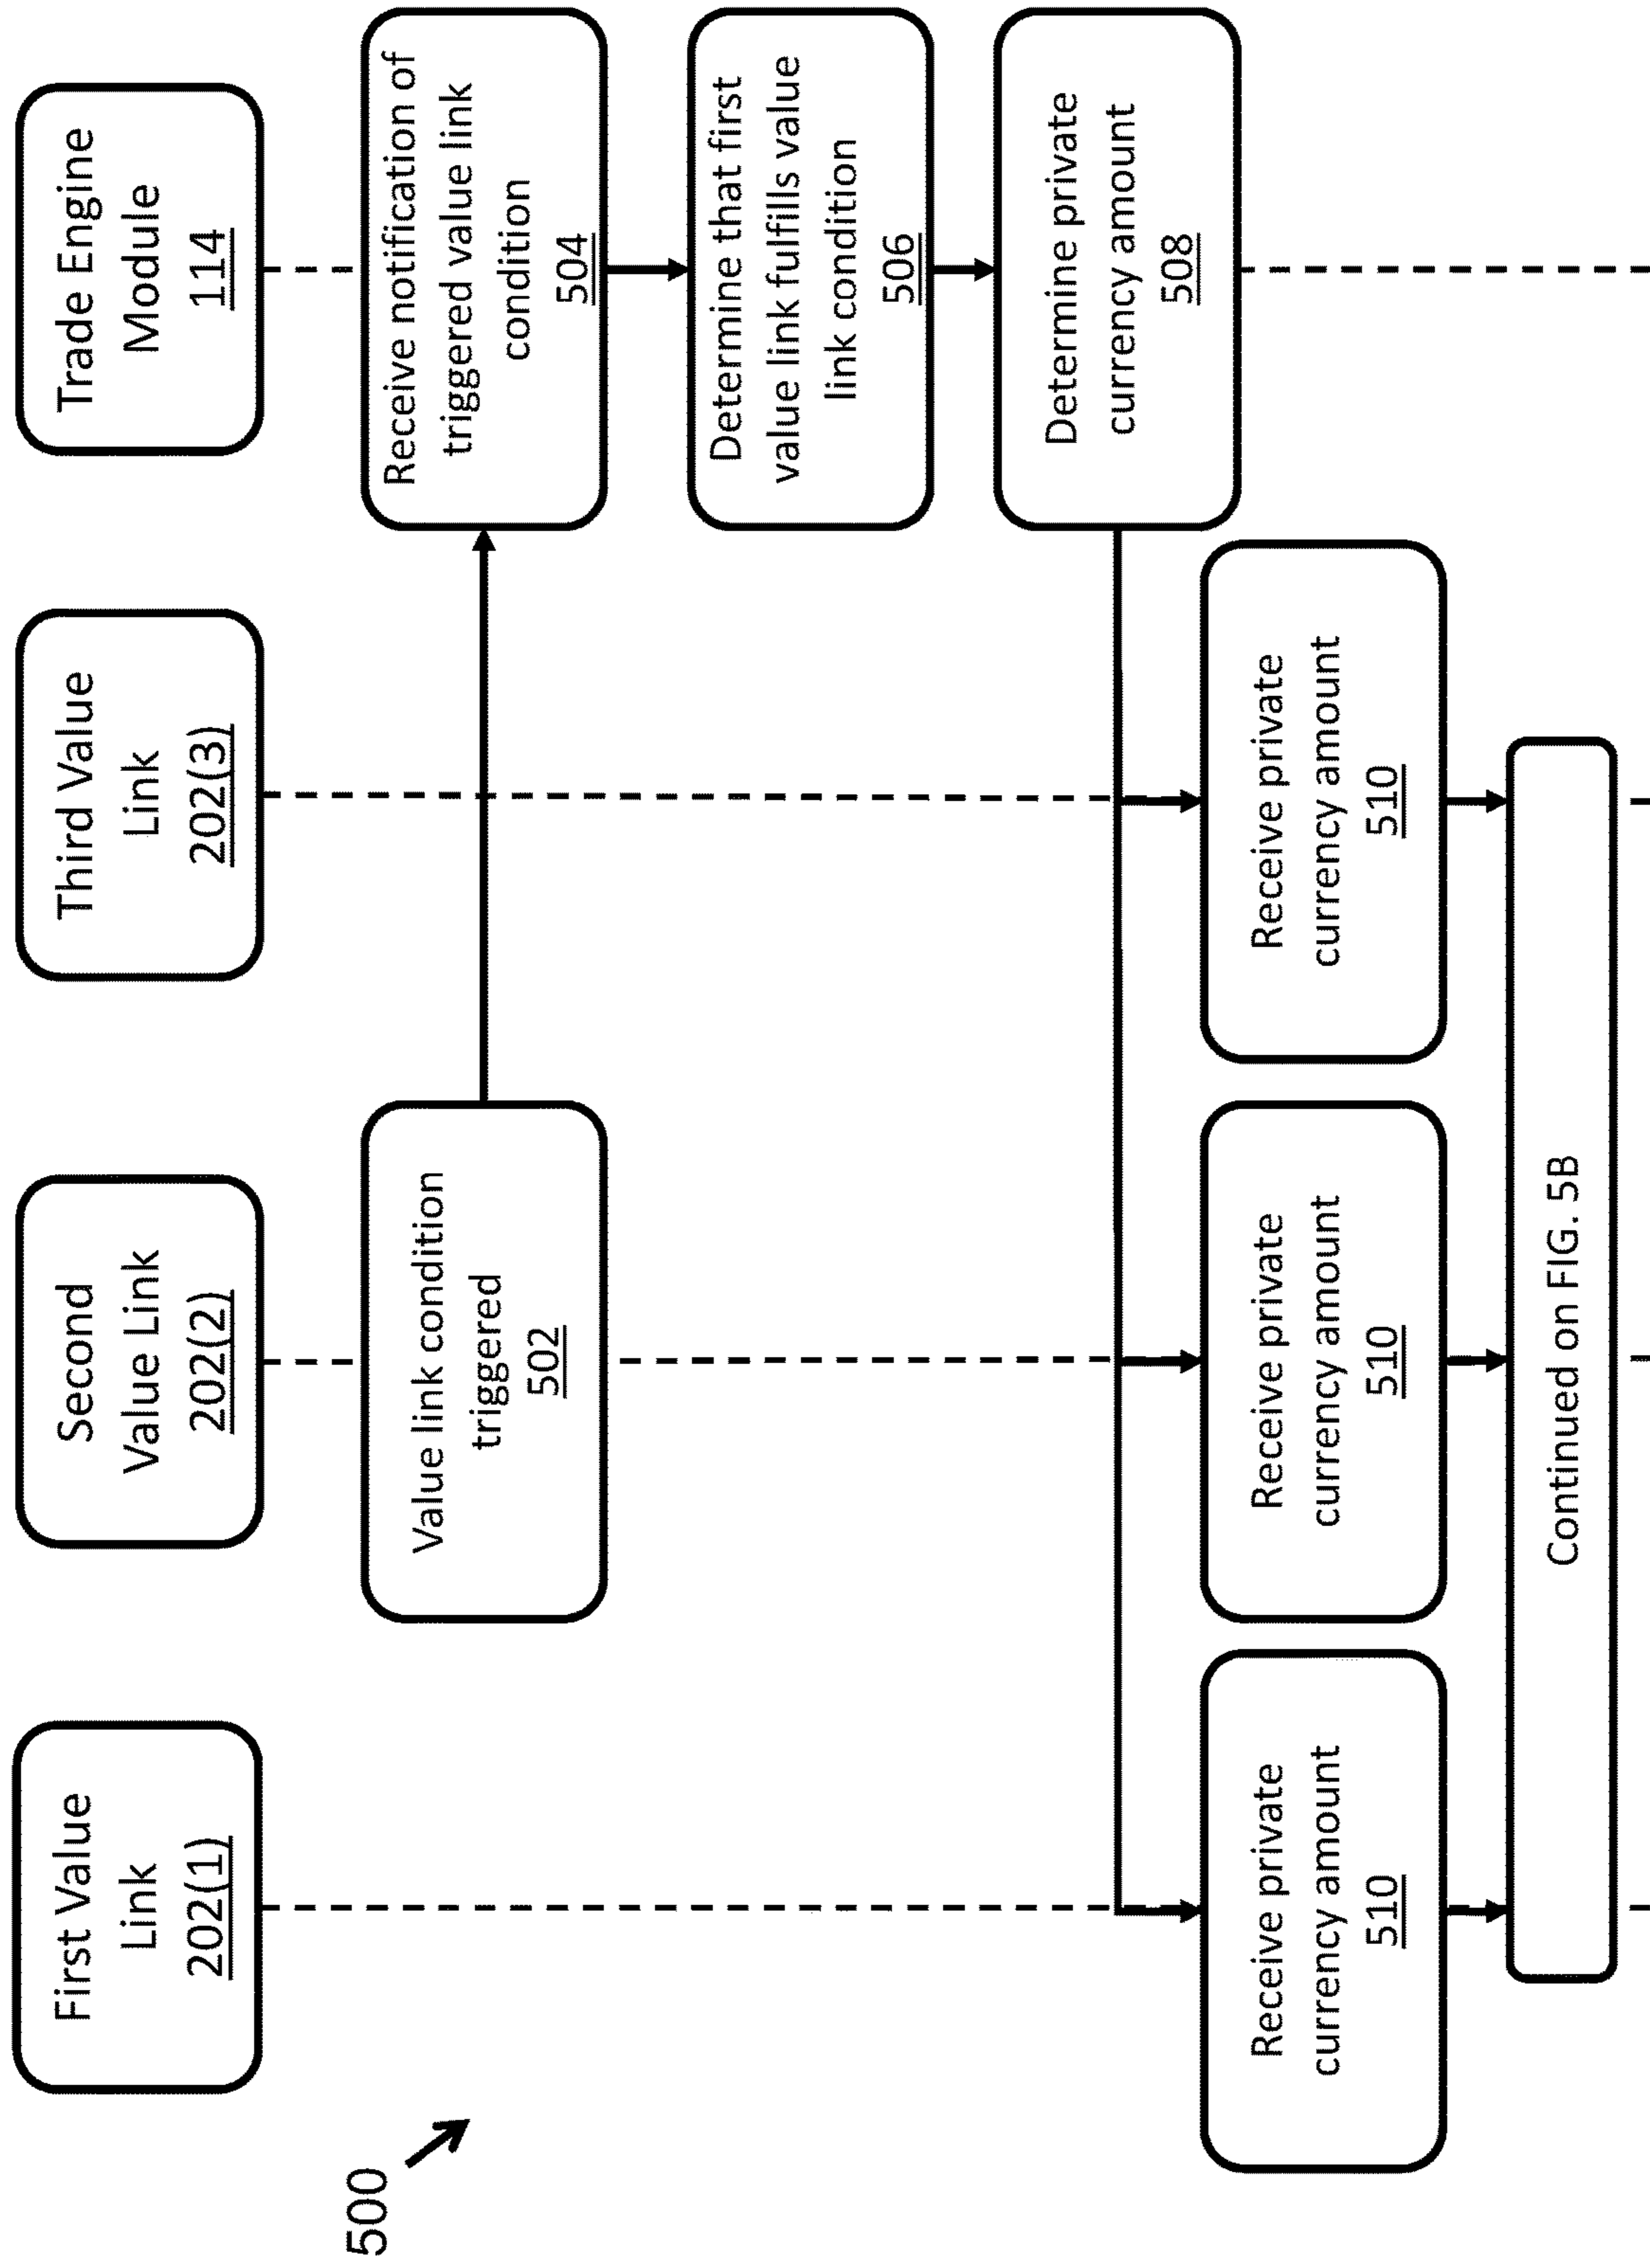 500
First Value
Link
202(1)
Second
Value Link
202(2)
Third Value
Link
202(3)
Trade Engine
Module
114
Value link condition
triggered
502
Receive notification of
triggered value link
condition
504
Determine that first
value link fulfills value
link condition
506
Determine private
currency amount
508
Receive private
currency amount
510
Receive private
currency amount
510
Receive private
currency amount
510
Continued on FIG. 5B